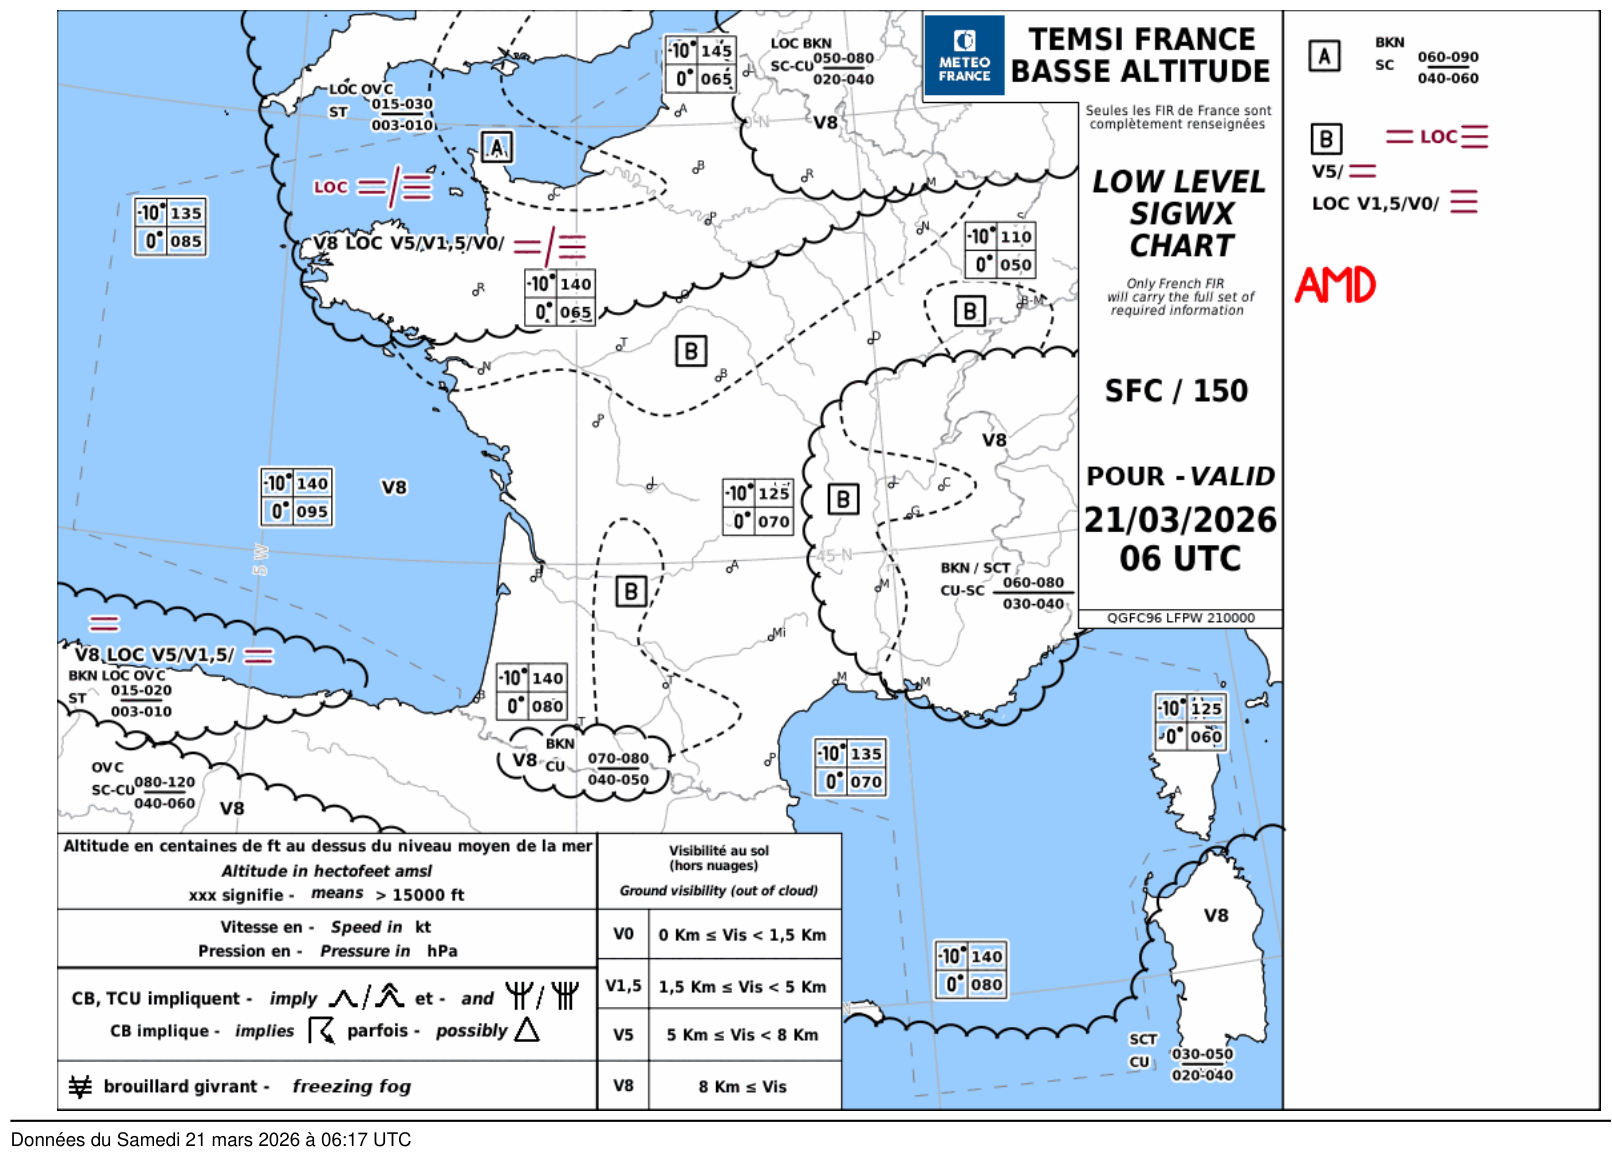 -10° 145
0° 065
LOC BKN
SC-CU 050-080
020-040
V8
METEO
FRANCE
TEMSI FRANCE
BASSE ALTITUDE
Seules les FIR de France sont
complètement renseignées
LOW LEVEL
SIGWX
CHART
Only French FIR
will carry the full set of
required information
SFC / 150
POUR - VALID
21/03/2026
06 UTC
QGFC96 LFPW 210000
A
BKN
SC 060-090
040-060
B
LOC
V5/
LOC V1,5/V0/
AMD
LOC OVC
ST 015-030
003-010
A
LOC
V8 LOC V5/V1,5/V0/
-10° 135
0° 085
-10° 140
0° 065
-10° 110
0° 050
B
B
V8
-10° 140
0° 095
V8
-10° 125
0° 070
B
45 N
5 W
B
BKN / SCT
CU-SC 060-080
030-040
V8 LOC V5/V1,5/
BKN LOC OVC
ST 015-020
003-010
-10° 140
0° 080
V8
BKN
CU 070-080
040-050
OVC
SC-CU 080-120
040-060
V8
-10° 135
0° 070
-10° 125
0° 060
V8
-10° 140
0° 080
SCT
CU 030-050
020-040
Altitude en centaines de ft au dessus du niveau moyen de la mer
Altitude in hectofeet amsl
xxx signifie - means > 15000 ft
Vitesse en - Speed in kt
Pression en - Pressure in hPa
CB, TCU impliquent - imply / et - and /
CB implique - implies parfois - possibly
brouillard givrant - freezing fog
Visibilité au sol
(hors nuages)
Ground visibility (out of cloud)
V0 0 Km ≤ Vis < 1,5 Km
V1,5 1,5 Km ≤ Vis < 5 Km
V5 5 Km ≤ Vis < 8 Km
V8 8 Km ≤ Vis
Données du Samedi 21 mars 2026 à 06:17 UTC